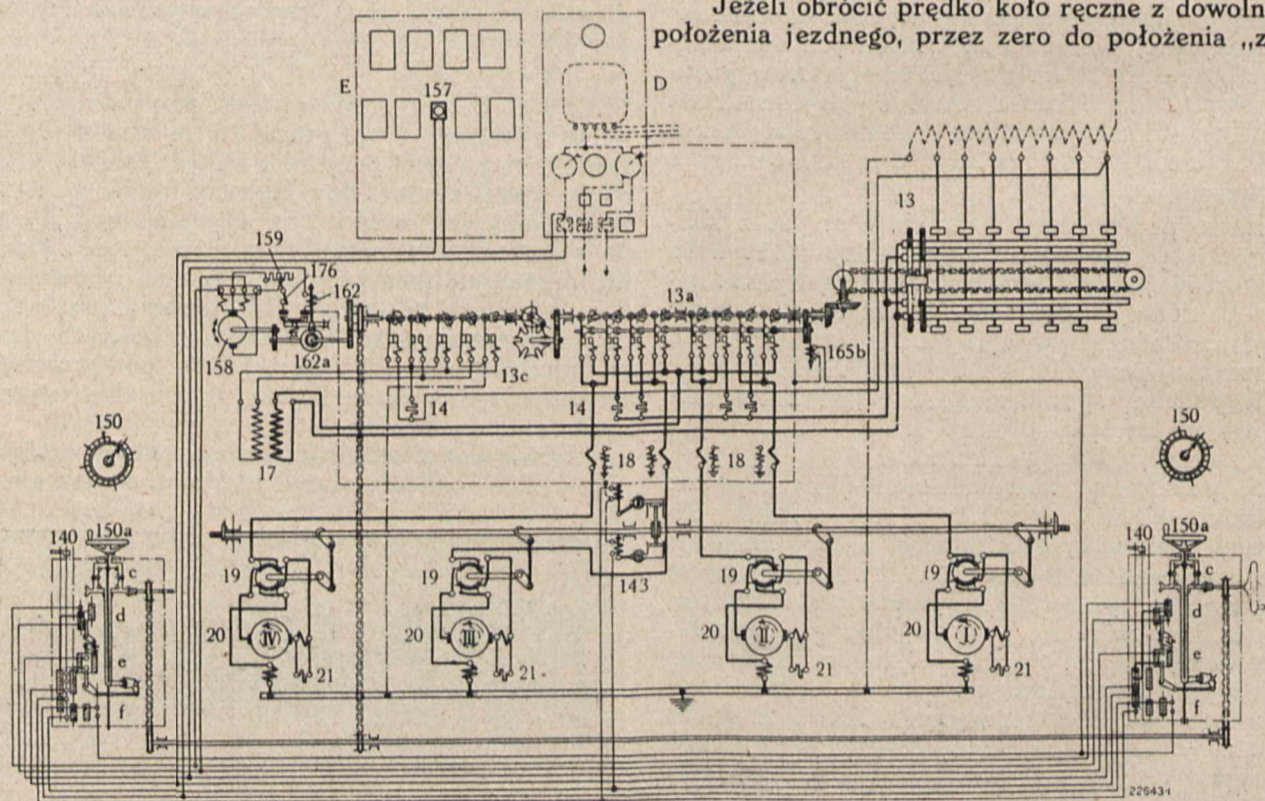 Jeżeli obrócić prędko koło ręczne z dowoln
położenia jezdnego, przez zero do położenia „z
E
157
D
13
159
176
162
13a
158
162a
13c
165b
14
14
150
17
18
18
150
140
150a
c
d
e
f
19
19
143
19
19
140
150a
c
d
e
f
20
IV
21
20
III
21
20
II
21
20
I
21
226434